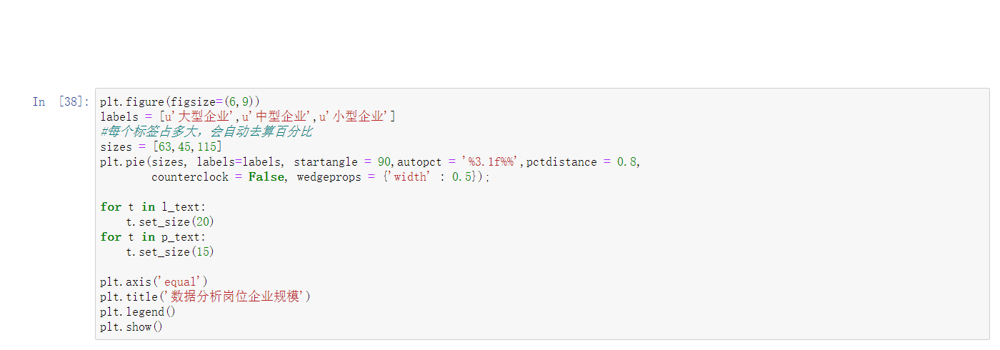 In [38]: plt.figure(figsize=(6,9))
labels = [u'大型企业',u'中型企业',u'小型企业']
#每个标签占多大，会自动去算百分比
sizes = [63,45,115]
plt.pie(sizes, labels=labels, startangle = 90,autopct = '%3.1f%%',pctdistance = 0.8,
        counterclock = False, wedgeprops = {'width' : 0.5});
for t in l_text:
    t.set_size(20)
for t in p_text:
    t.set_size(15)
plt.axis('equal')
plt.title('数据分析岗位企业规模')
plt.legend()
plt.show()